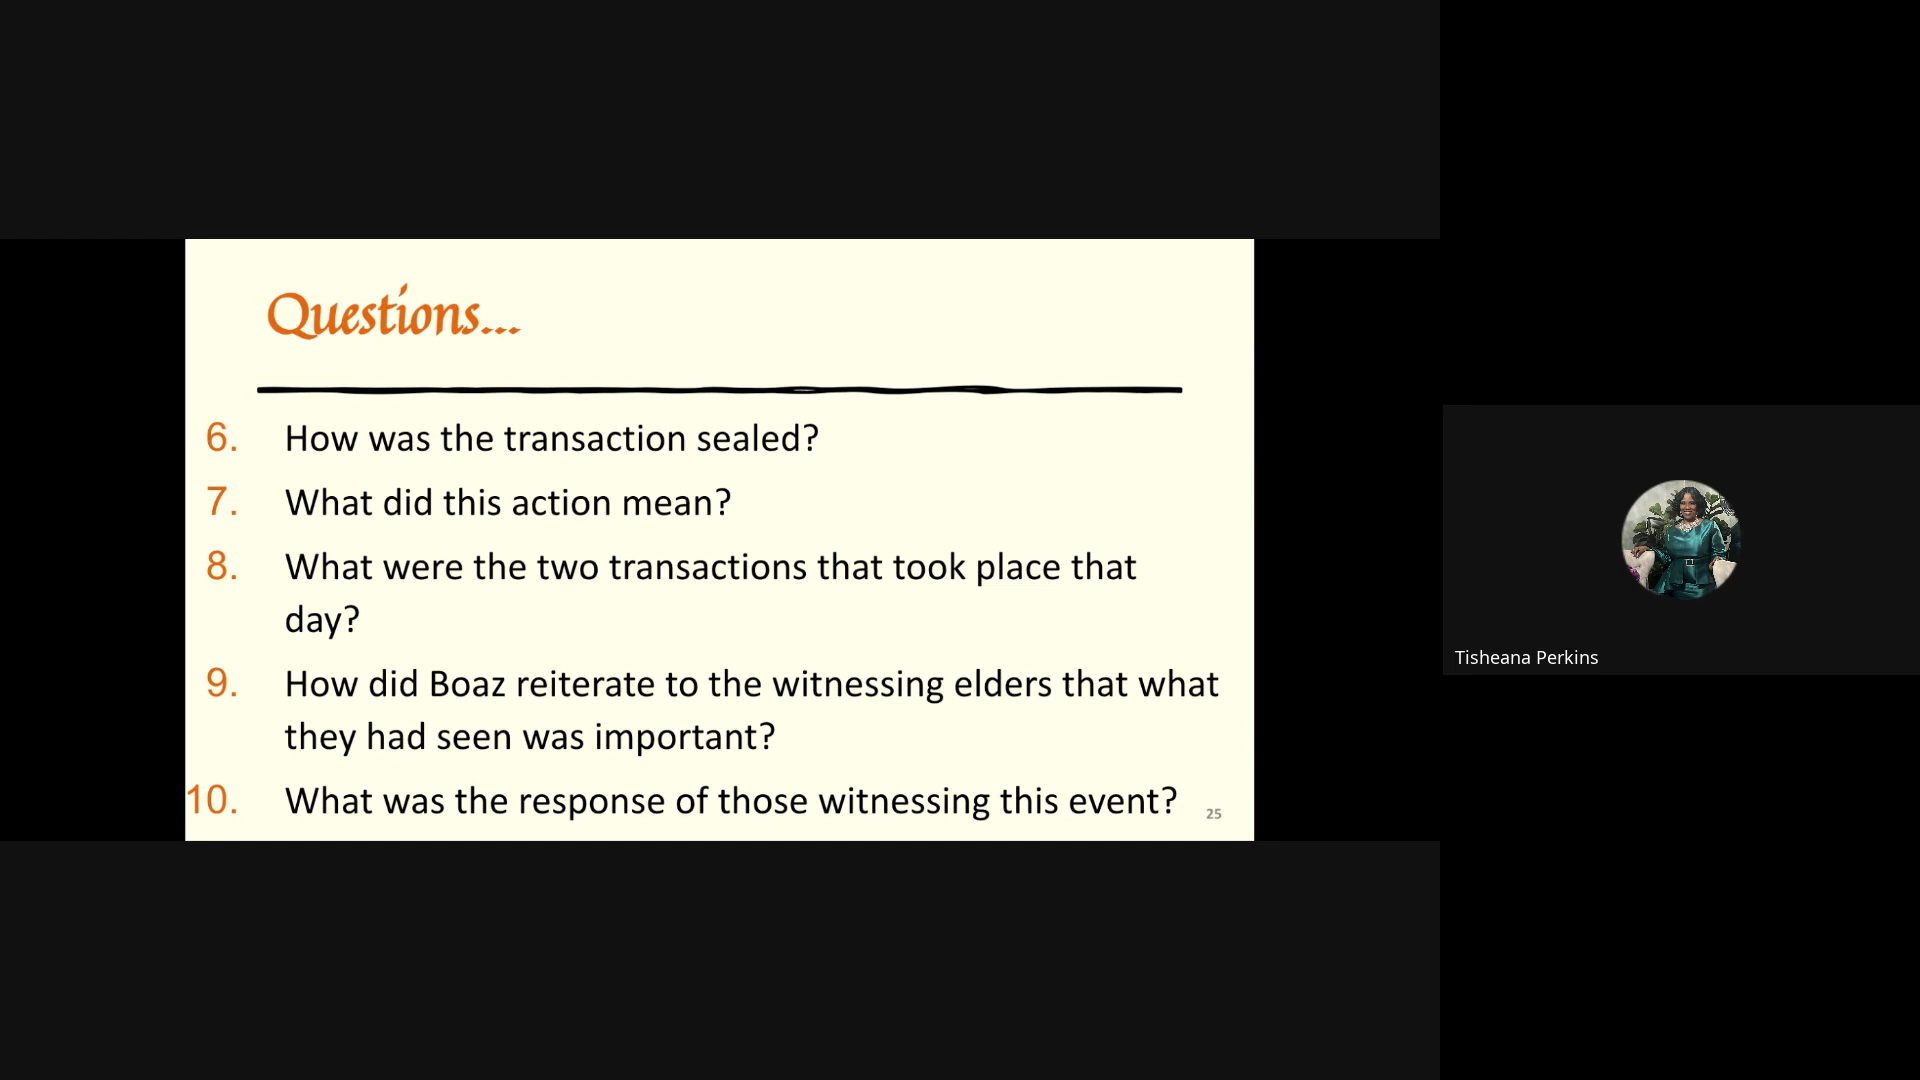 Questions...
6. How was the transaction sealed?
7. What did this action mean?
8. What were the two transactions that took place that
day?
9. How did Boaz reiterate to the witnessing elders that what
they had seen was important?
10. What was the response of those witnessing this event?
25
Tisheana Perkins